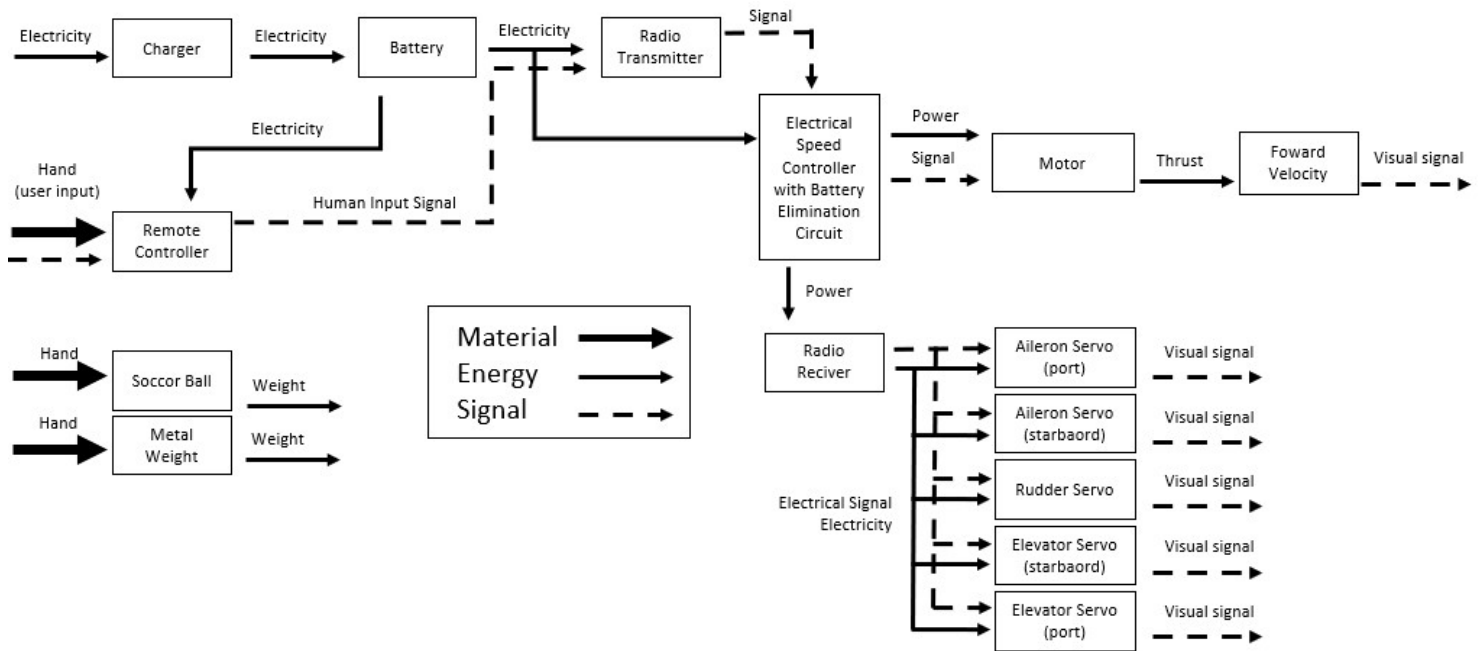 Electricity
Charger
Electricity
Battery
Electricity
Radio
Transmitter
Signal
Electricity
Hand
(user input)
Remote
Controller
Human Input Signal
Electrical
Speed
Controller
with Battery
Elimination
Circuit
Power
Signal
Motor
Thrust
Foward
Velocity
Visual signal
Power
Material
Energy
Signal
Hand
Soccor Ball
Weight
Hand
Metal
Weight
Weight
Radio
Reciver
Electrical Signal
Electricity
Aileron Servo
(port)
Visual signal
Aileron Servo
(starbaord)
Visual signal
Rudder Servo
Visual signal
Elevator Servo
(starbaord)
Visual signal
Elevator Servo
(port)
Visual signal